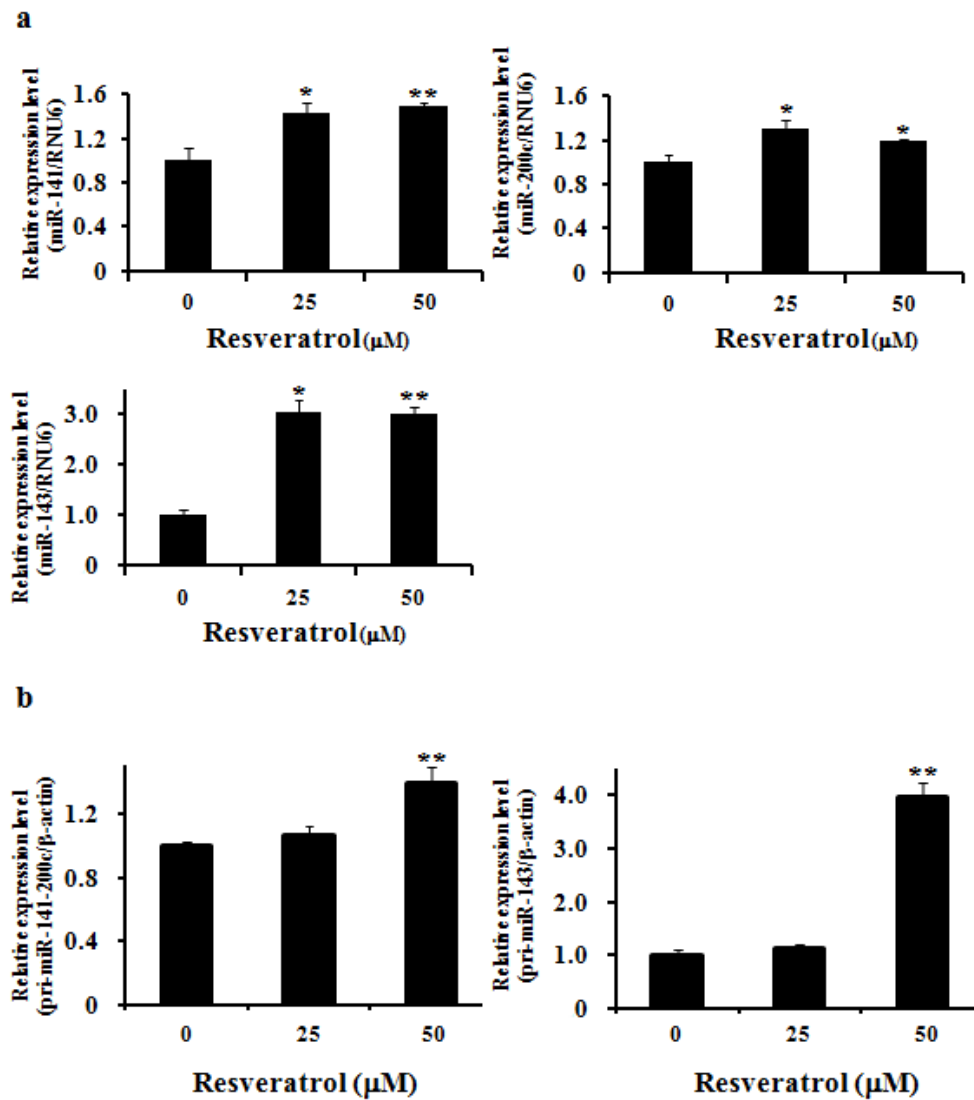 a
Relative expression level
(miR-141/RNU6)
1.6
1.2
0.8
0.4
0
*
**
0 25 50
Resveratrol(μM)
Relative expression level
(miR-200c/RNU6)
1.6
1.2
0.8
0.4
0
*
*
0 25 50
Resveratrol(μM)
Relative expression level
(miR-143/RNU6)
3.0
2.0
1.0
0
*
**
0 25 50
Resveratrol(μM)
b
Relative expression level
(pri-miR-141-200c/β-actin)
1.2
0.8
0.4
0
**
0 25 50
Resveratrol (μM)
Relative expression level
(pri-miR-143/β-actin)
4.0
3.0
2.0
1.0
0
**
0 25 50
Resveratrol (μM)